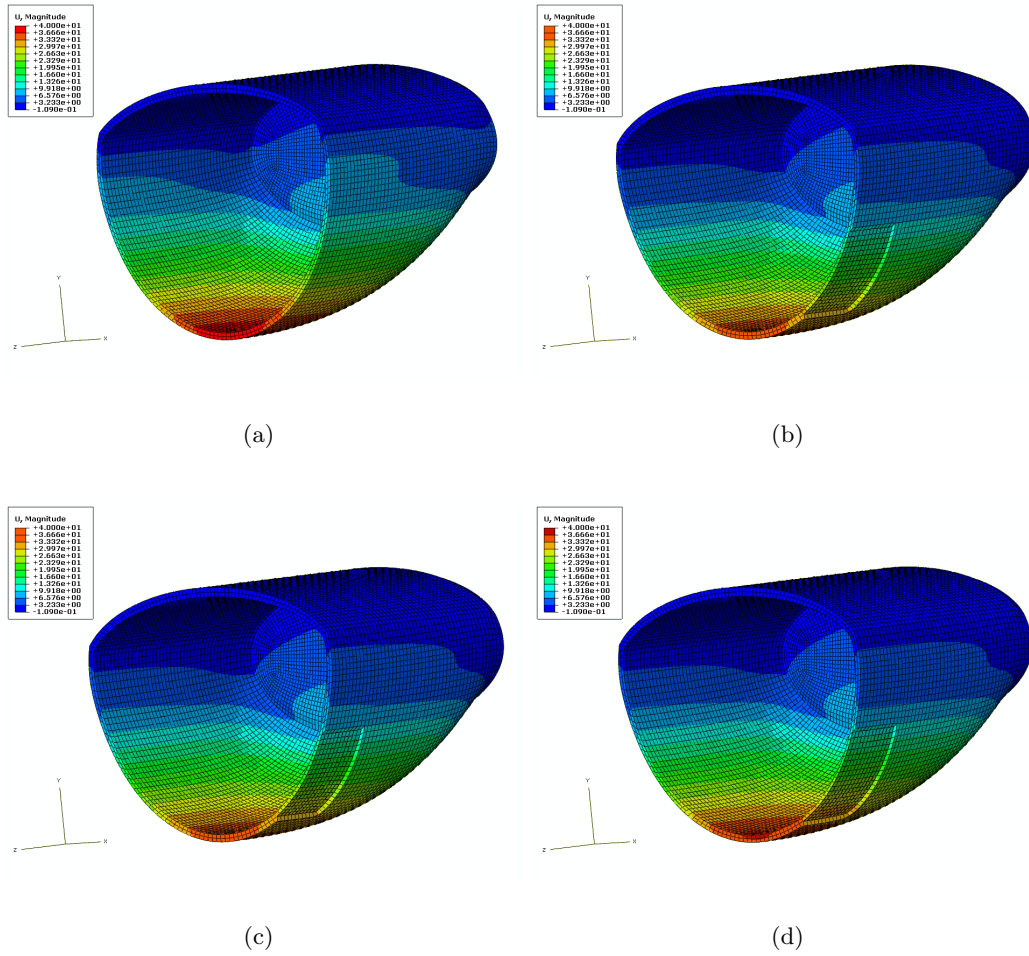 U, Magnitude
+4.000e+01
+3.666e+01
+3.332e+01
+2.997e+01
+2.663e+01
+2.329e+01
+1.995e+01
+1.660e+01
+1.326e+01
+9.918e+00
+6.576e+00
+3.233e+00
-1.090e-01
Y
Z
X
(a)
U, Magnitude
+4.000e+01
+3.666e+01
+3.332e+01
+2.997e+01
+2.663e+01
+2.329e+01
+1.995e+01
+1.660e+01
+1.326e+01
+9.918e+00
+6.576e+00
+3.233e+00
-1.090e-01
Y
Z
X
(b)
U, Magnitude
+4.000e+01
+3.666e+01
+3.332e+01
+2.997e+01
+2.663e+01
+2.329e+01
+1.995e+01
+1.660e+01
+1.326e+01
+9.918e+00
+6.576e+00
+3.233e+00
-1.090e-01
Y
Z
X
(c)
U, Magnitude
+4.000e+01
+3.666e+01
+3.332e+01
+2.997e+01
+2.663e+01
+2.329e+01
+1.995e+01
+1.660e+01
+1.326e+01
+9.918e+00
+6.576e+00
+3.233e+00
-1.090e-01
Y
Z
X
(d)